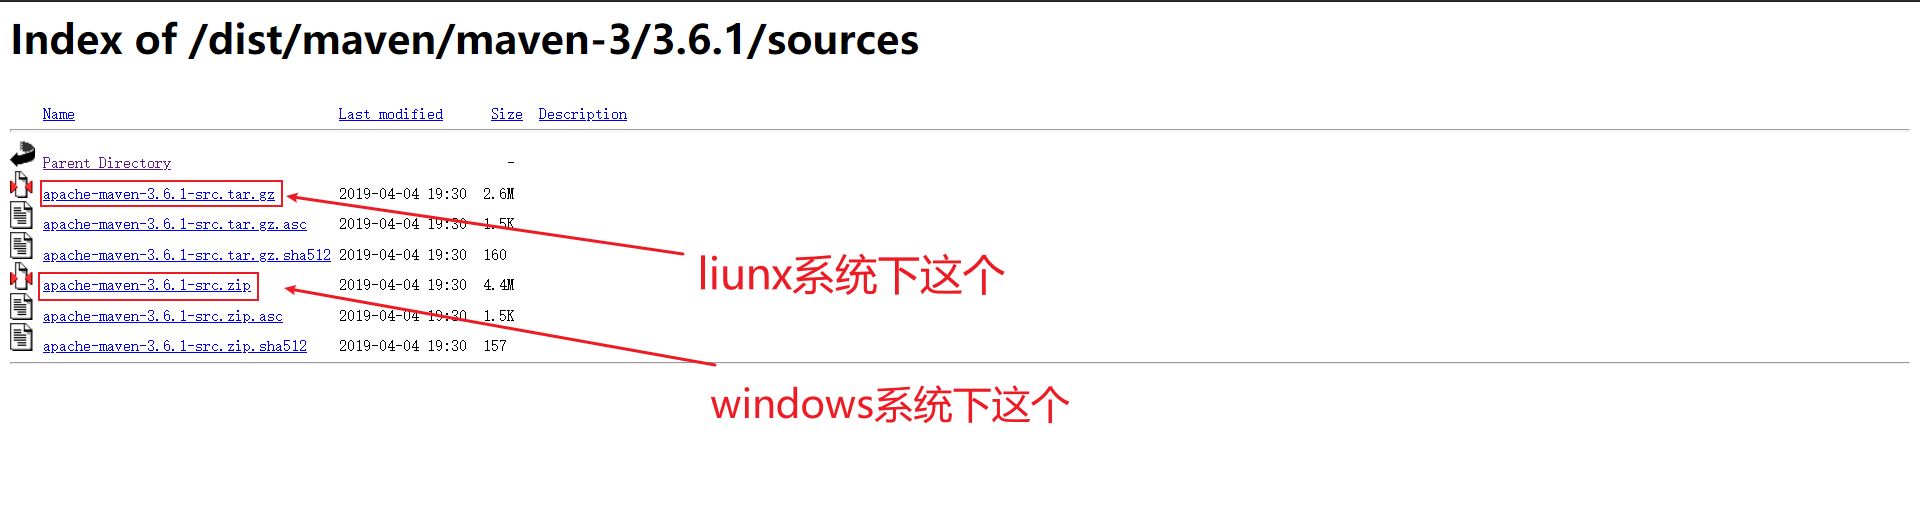 Index of /dist/maven/maven-3/3.6.1/sources
Name Last modified Size Description
Parent Directory -
apache-maven-3.6.1-src.tar.gz 2019-04-04 19:30 2.6M
apache-maven-3.6.1-src.tar.gz.asc 2019-04-04 19:30 1.5K
apache-maven-3.6.1-src.tar.gz.sha512 2019-04-04 19:30 160
liunx系统下这个
apache-maven-3.6.1-src.zip 2019-04-04 19:30 4.4M
apache-maven-3.6.1-src.zip.asc 2019-04-04 19:30 1.5K
apache-maven-3.6.1-src.zip.sha512 2019-04-04 19:30 157
windows系统下这个